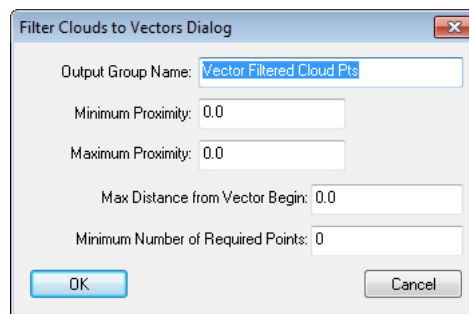 Filter Clouds to Vectors Dialog
Output Group Name: Vector Filtered Cloud Pts
Minimum Proximity: 0.0
Maximum Proximity: 0.0
Max Distance from Vector Begin: 0.0
Minimum Number of Required Points: 0
OK Cancel